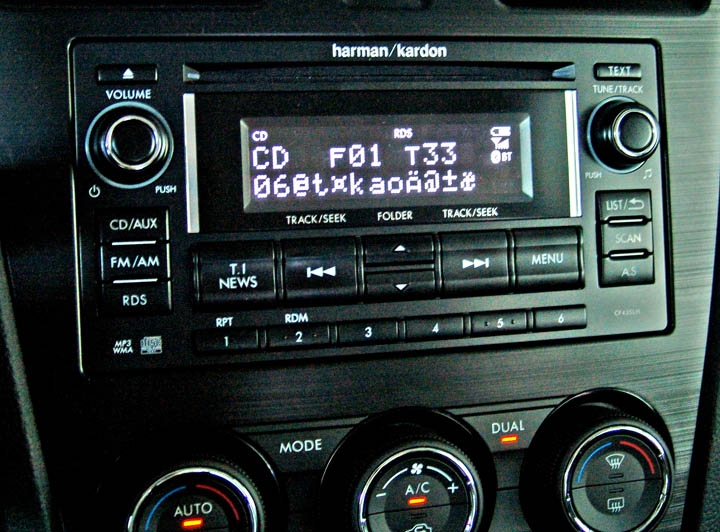 harman/kardon
VOLUME
TEXT
TUNE/TRACK
CD RDS
BT
CD F01 T33
06@t¤kaoÄ@±æ
PUSH
PUSH
TRACK/SEEK FOLDER TRACK/SEEK
CD/AUX
FM/AM
RDS
T.I
NEWS
MENU
LIST/
SCAN
A.S
RPT RDM
1 2 3 4 5 6
MP3
WMA
MODE
DUAL
AUTO
A/C
- +